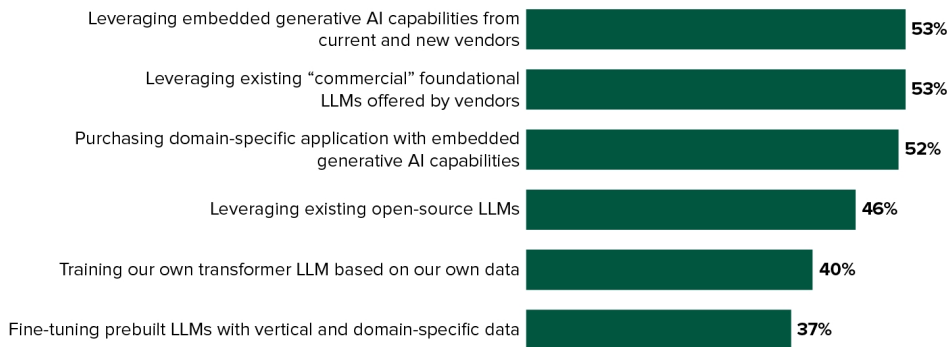 Leveraging embedded generative AI capabilities from
current and new vendors
53%
Leveraging existing “commercial” foundational
LLMs offered by vendors
53%
Purchasing domain-specific application with embedded
generative AI capabilities
52%
Leveraging existing open-source LLMs
46%
Training our own transformer LLM based on our own data
40%
Fine-tuning prebuilt LLMs with vertical and domain-specific data
37%